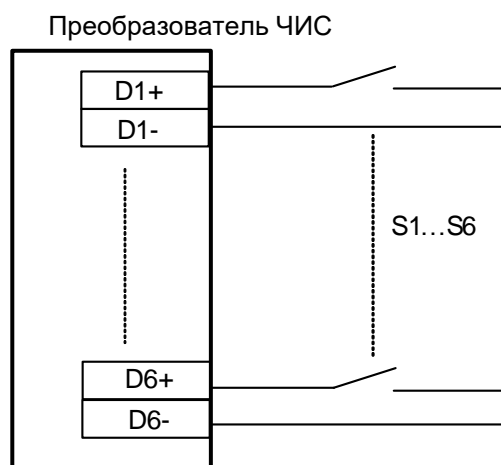 Преобразователь ЧИС
D1+
D1-
S1...S6
D6+
D6-